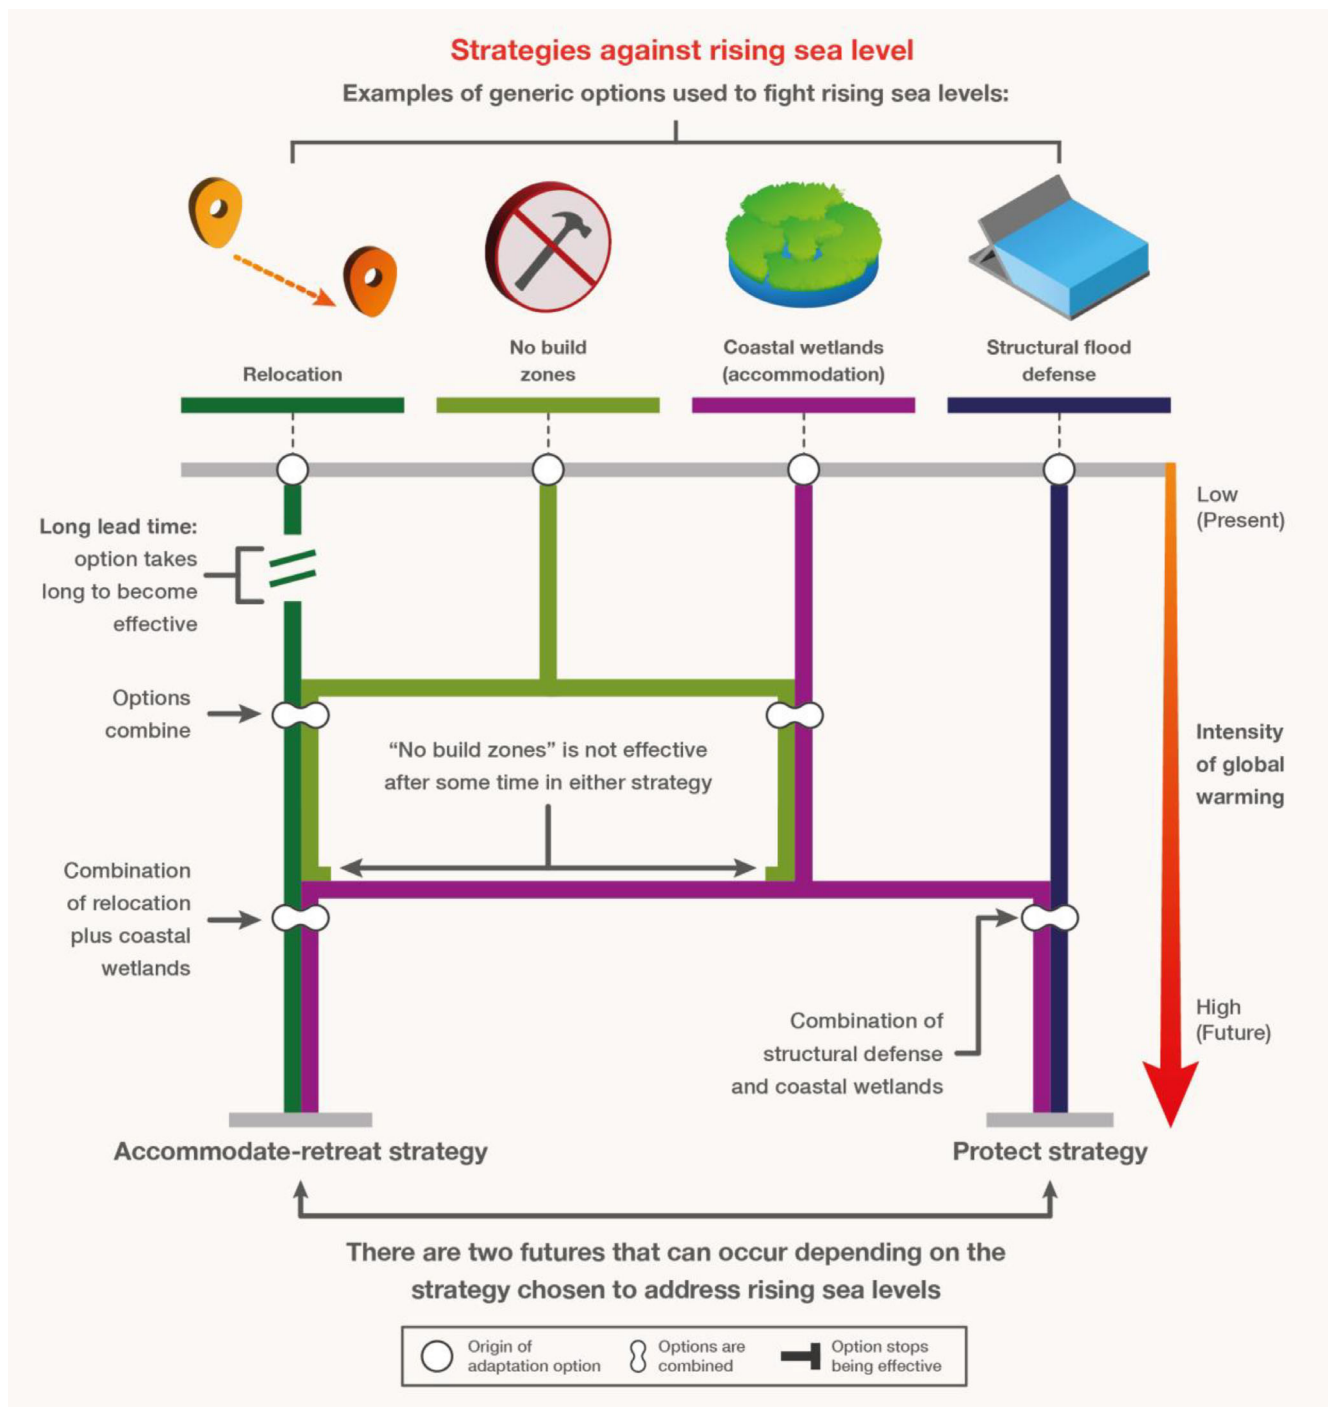 Strategies against rising sea level
Examples of generic options used to fight rising sea levels:
Relocation
No build
zones
Coastal wetlands
(accommodation)
Structural flood
defense
Low
(Present)
Long lead time:
option takes
long to become
effective
Options
combine
“No build zones” is not effective
after some time in either strategy
Intensity
of global
warming
Combination
of relocation
plus coastal
wetlands
Combination of
structural defense
and coastal wetlands
High
(Future)
Accommodate-retreat strategy
Protect strategy
There are two futures that can occur depending on the
strategy chosen to address rising sea levels
Origin of
adaptation option
Options are
combined
Option stops
being effective